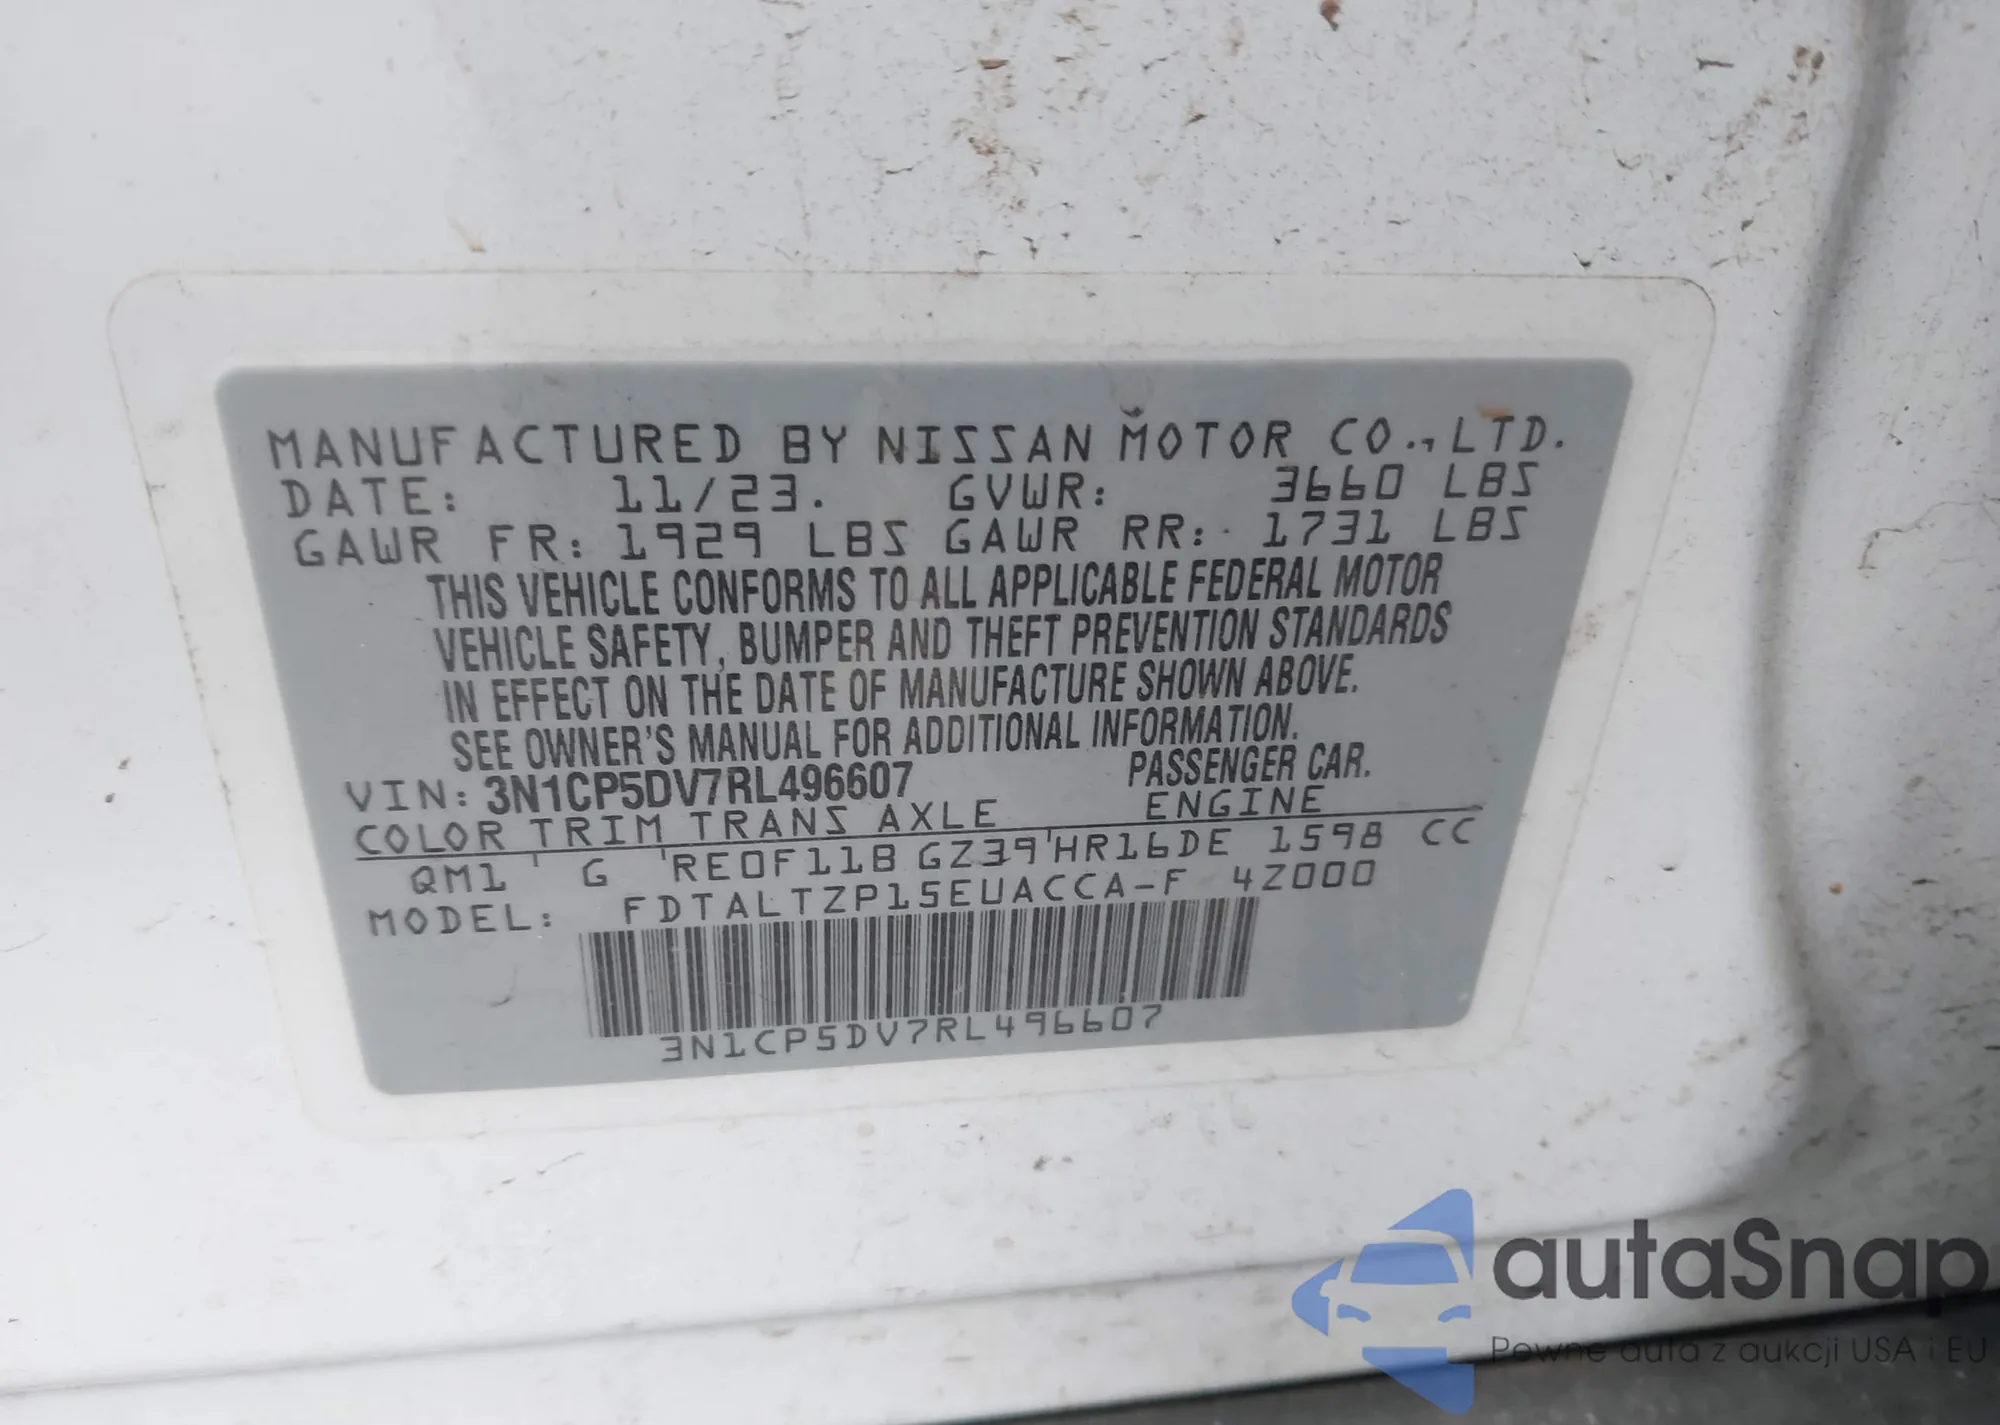 MANUFACTURED BY NISSAN MOTOR CO.,LTD.
DATE: 11/23. GVWR: 3660 LBS
GAWR FR: 1929 LBS GAWR RR: 1731 LBS
THIS VEHICLE CONFORMS TO ALL APPLICABLE FEDERAL MOTOR
VEHICLE SAFETY, BUMPER AND THEFT PREVENTION STANDARDS
IN EFFECT ON THE DATE OF MANUFACTURE SHOWN ABOVE.
SEE OWNER'S MANUAL FOR ADDITIONAL INFORMATION.
VIN: 3N1CP5DV7RL496607 PASSENGER CAR.
COLOR TRIM TRANS AXLE ENGINE
QM1 ' G 'RE0F11B GZ39'HR16DE 1598 CC
MODEL: FDTALTZP15EUACCA-F 42000
3N1CP5DV7RL496607
autaSnap
Pewne auta z aukcji USA i EU